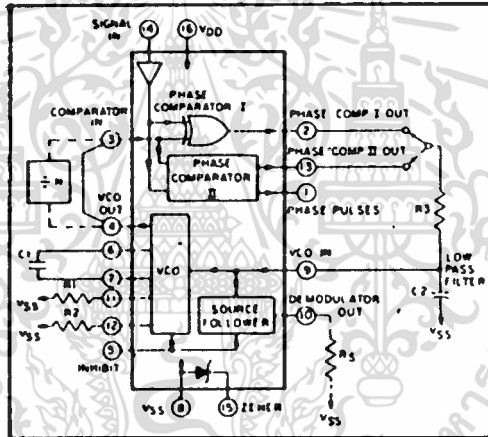 SIGNAL IN
14
16 VDD
PHASE COMPARATOR I
COMPARATOR IN
3
2
PHASE COMP I OUT
PHASE COMPARATOR II
13
PHASE COMP II OUT
1
PHASE PULSES
÷ N
VCO OUT
4
6
C1
7
VCO
VCO IN
9
R3
LOW PASS FILTER
C2
VSS
VSS R1 11
VSS R2 12
5
INHIBIT
SOURCE FOLLOWER
DEMODULATOR OUT
10
R5
VSS
VSS 8
15 ZENER